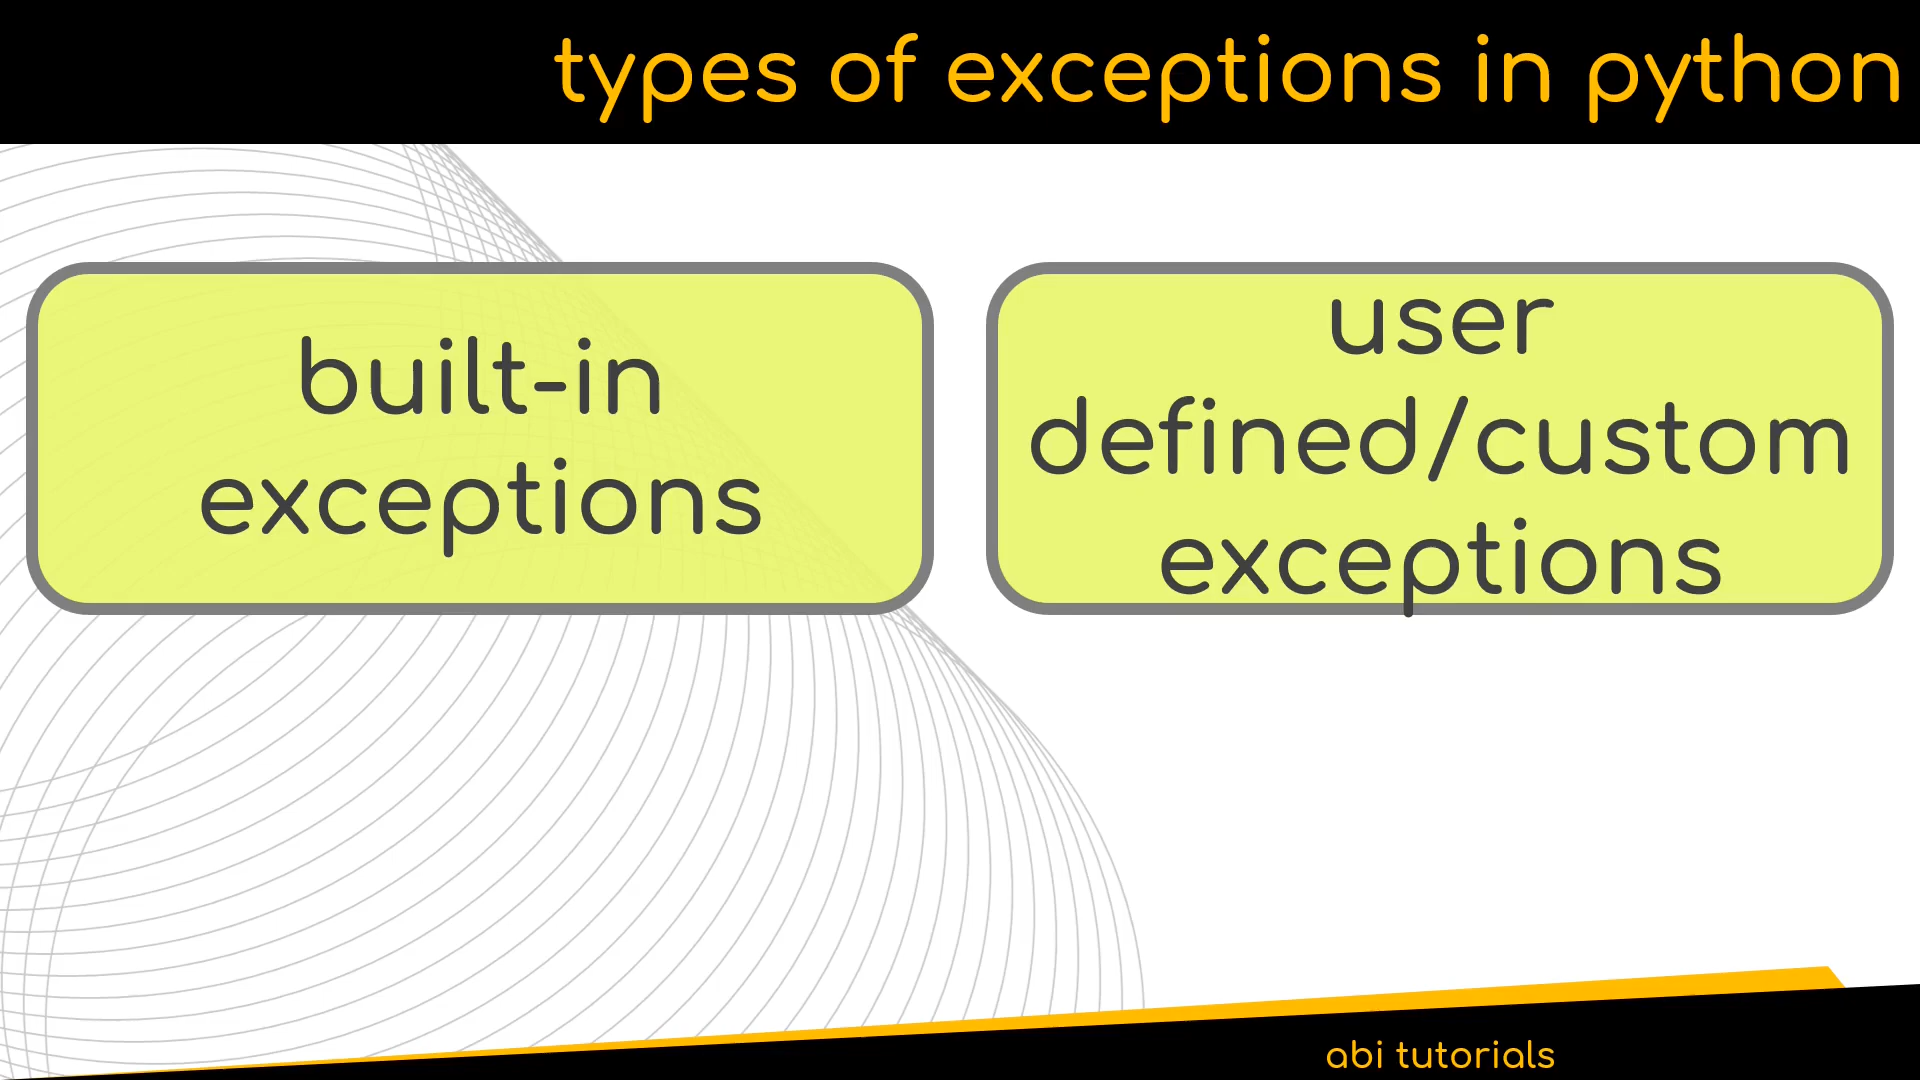 types of exceptions in python
built-in
exceptions
user
defined/custom
exceptions
abi tutorials